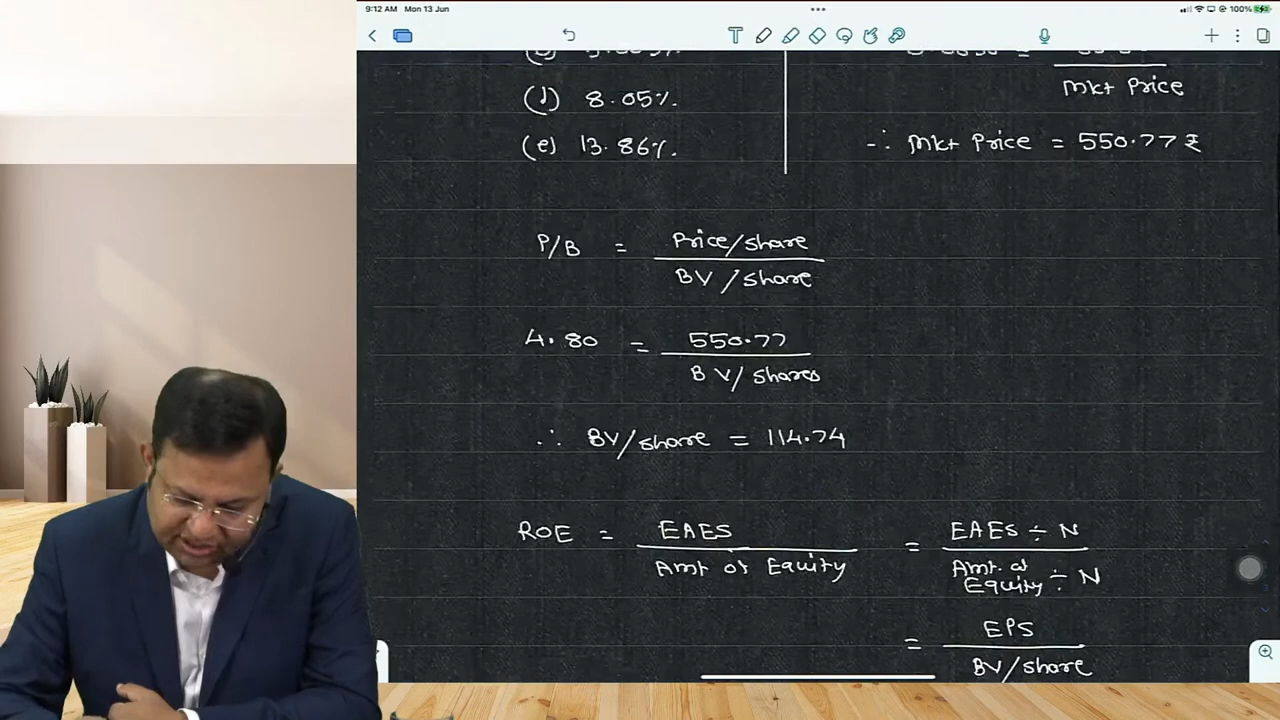 9:12 AM Mon 13 Jun
100%
T
(d) 8.05%.
(e) 13.86%.
Mkt Price
∴ Mkt Price = 550.77 ₹
P/B = Price/share
BV/share
4.80 = 550.77
BV/shares
∴ BV/share = 114.74
ROE = EAES = EAES ÷ N
Amt of Equity Amt. of Equity ÷ N
= EPS
BV/share